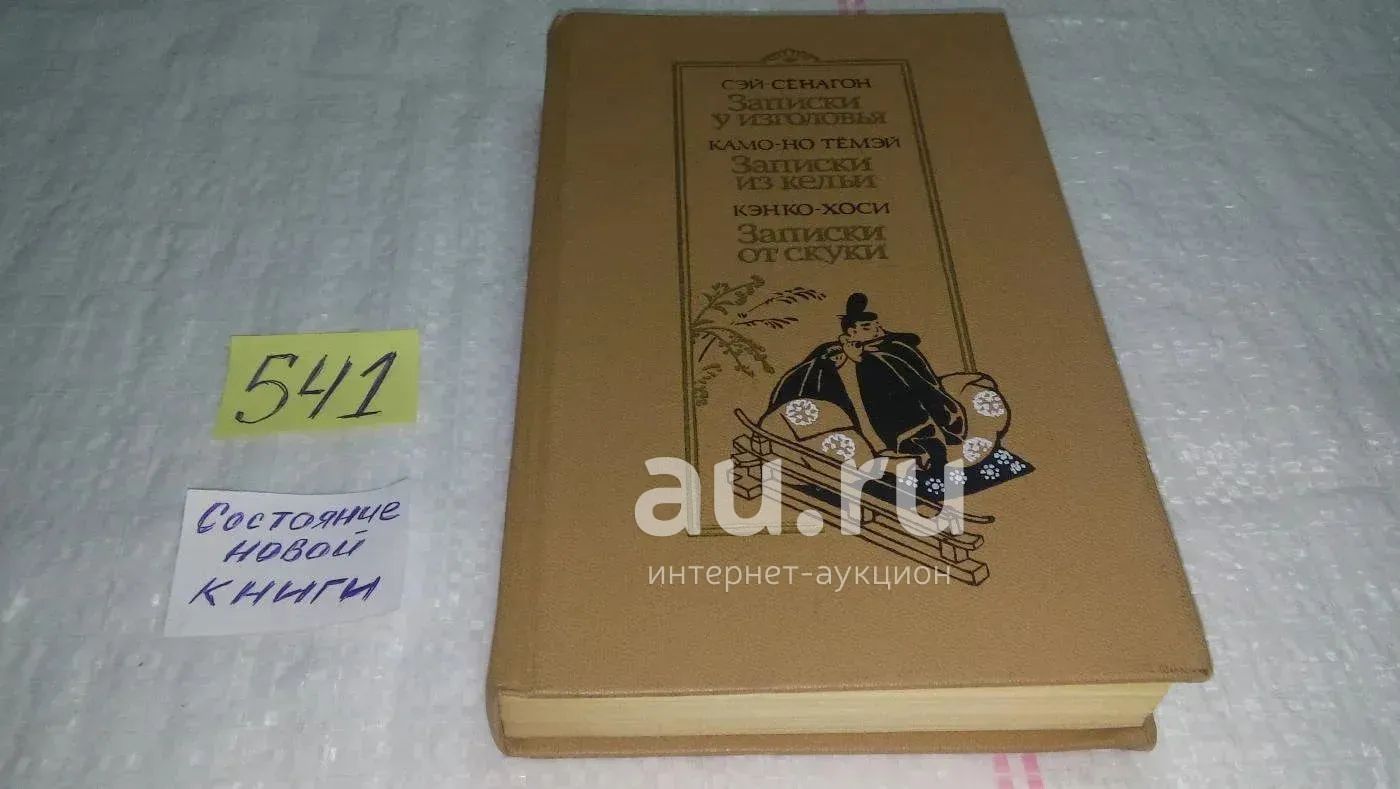 СЭЙ-СЁНАГОН
Записки
у изголовья
КАМО-НО ТЁМЭЙ
Записки
из кельи
КЭНКО-ХОСИ
Записки
от скуки
541
Состояние
новой
книги
au.ru
интернет-аукцион